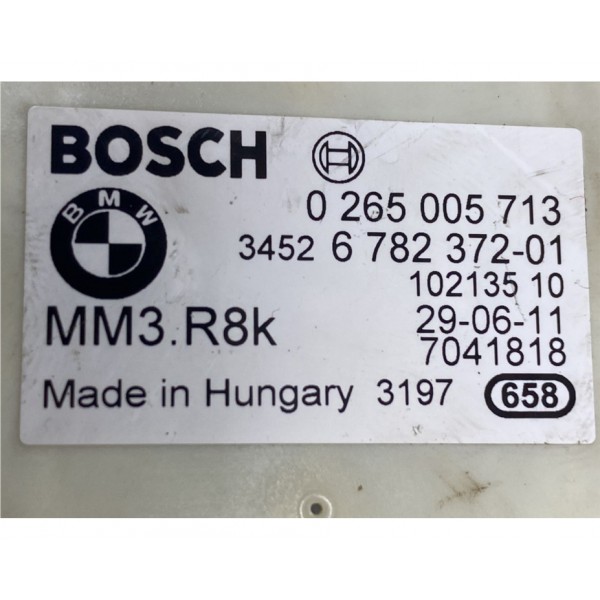 BOSCH
BMW
0 265 005 713
3452 6 782 372-01
102135 10
MM3.R8k
29-06-11
7041818
Made in Hungary 3197 658